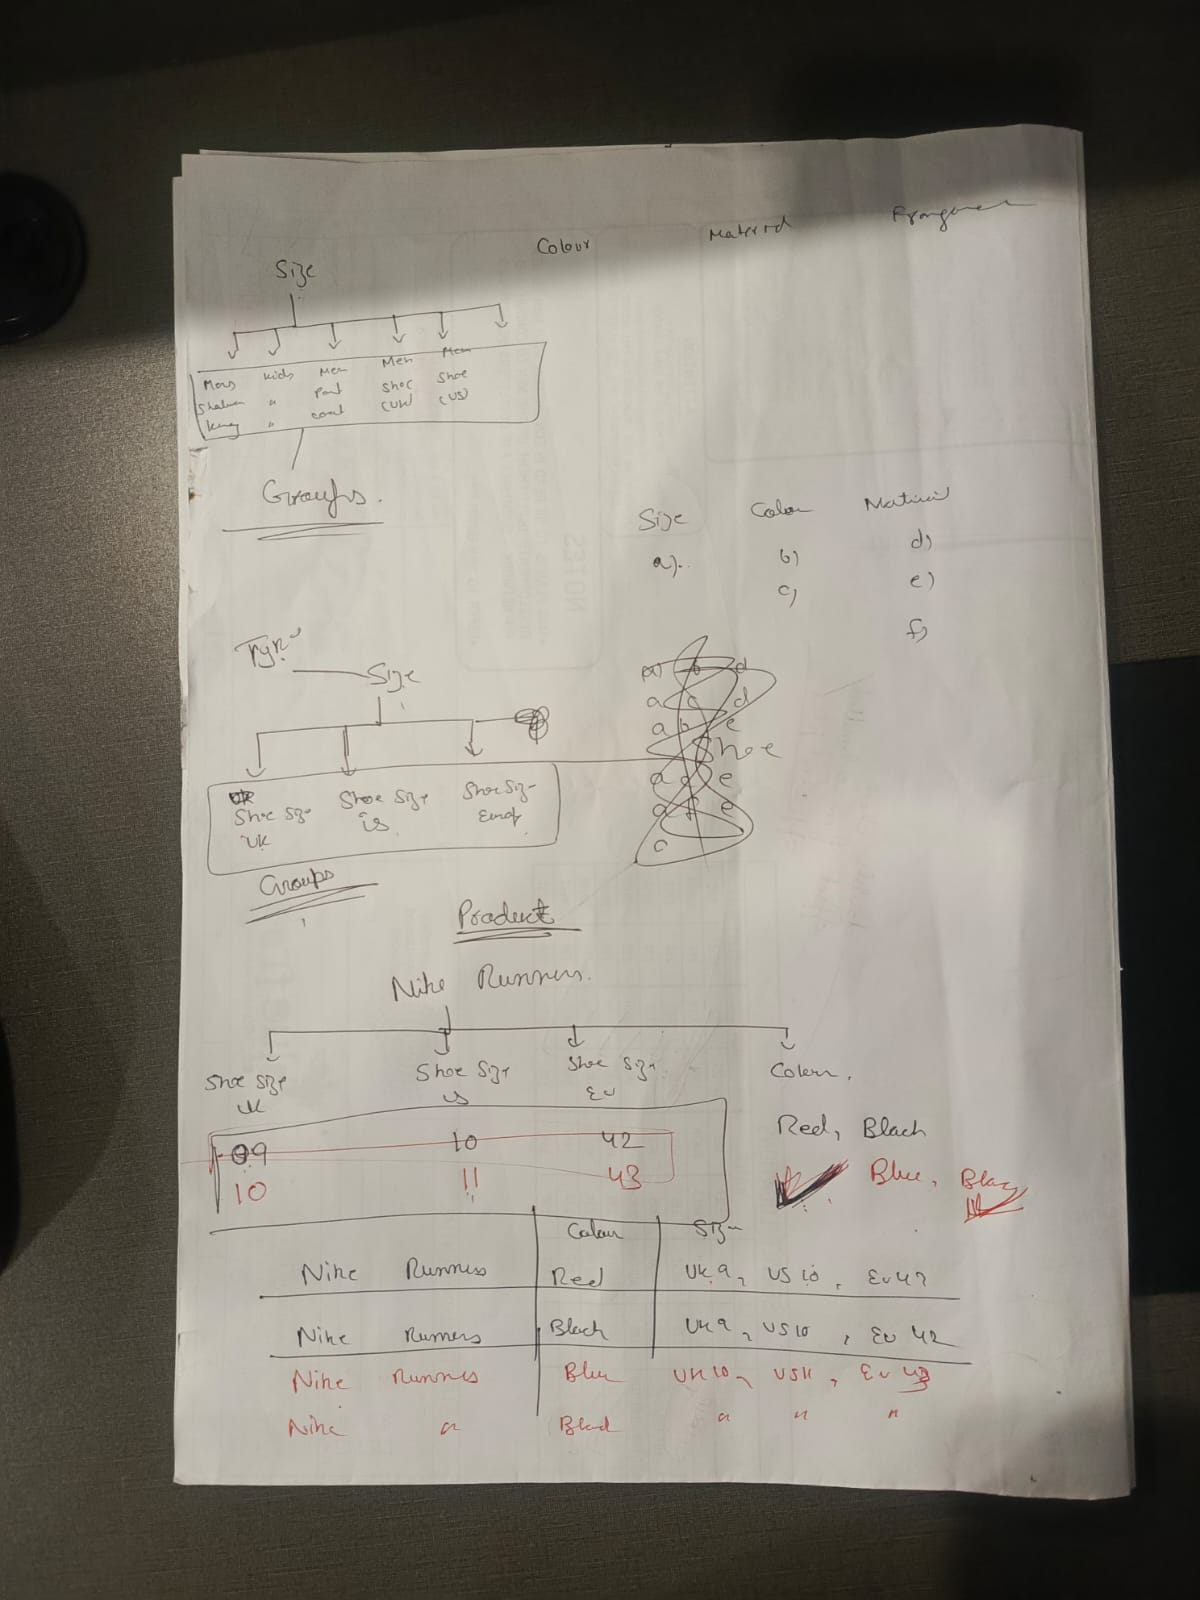 Colour Material
Size
Mens kids Men Men Men
Shalwar " Pant Shoe Shoe
" coat (UK) (US)
Groups.
Size Colour Material
a). b) d)
c) e)
f)
Type
Size
a) b d
a c d
a b e
Shoe
a e
a f e
a
Shoe Size Shoe Size Shoe Size
UK US Europ
Groups
Product
Nike Runners.
Shoe Size Shoe Size Shoe Size Colour.
UK US EU
09 10 42 Red, Black
10 11 43 Blue, Black
Colour Size
Nike Runners Red UK 9, US 10, EU 42
Nike Runners Black UK 9, US 10, EU 42
Nike Runners Blue UK 10, US 11, EU 43
Nike " Black " " "